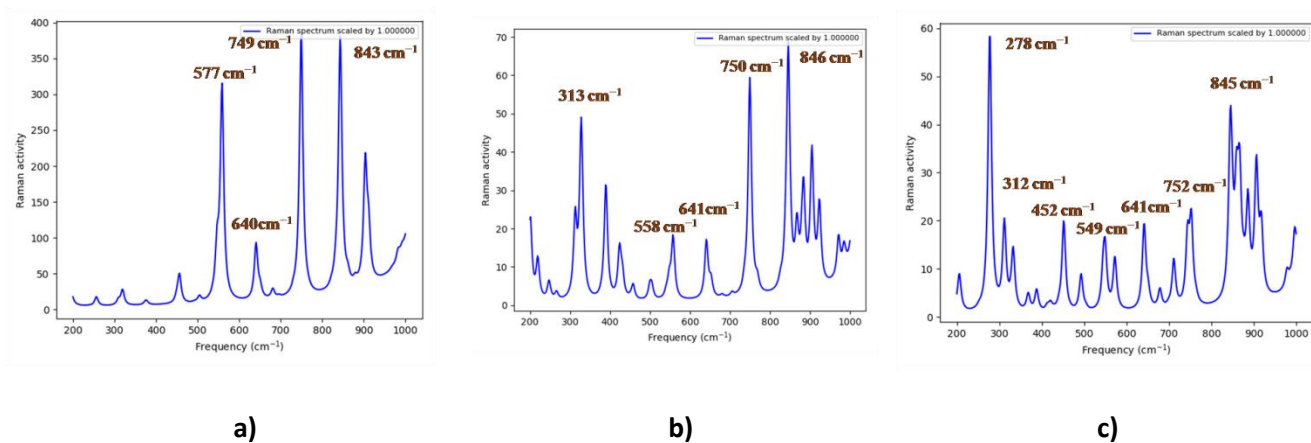 Raman spectrum scaled by 1.000000
400
350
300
250
200
150
100
50
0
Raman activity
749 cm⁻¹
843 cm⁻¹
577 cm⁻¹
640cm⁻¹
200 300 400 500 600 700 800 900 1000
Frequency (cm⁻¹)
a)
Raman spectrum scaled by 1.000000
70
60
50
40
30
20
10
0
Raman activity
846 cm⁻¹
750 cm⁻¹
313 cm⁻¹
641cm⁻¹
558 cm⁻¹
200 300 400 500 600 700 800 900 1000
Frequency (cm⁻¹)
b)
Raman spectrum scaled by 1.000000
60
50
40
30
20
10
0
Raman activity
278 cm⁻¹
845 cm⁻¹
312 cm⁻¹
752 cm⁻¹
452 cm⁻¹
641cm⁻¹
549 cm⁻¹
200 300 400 500 600 700 800 900 1000
Frequency (cm⁻¹)
c)